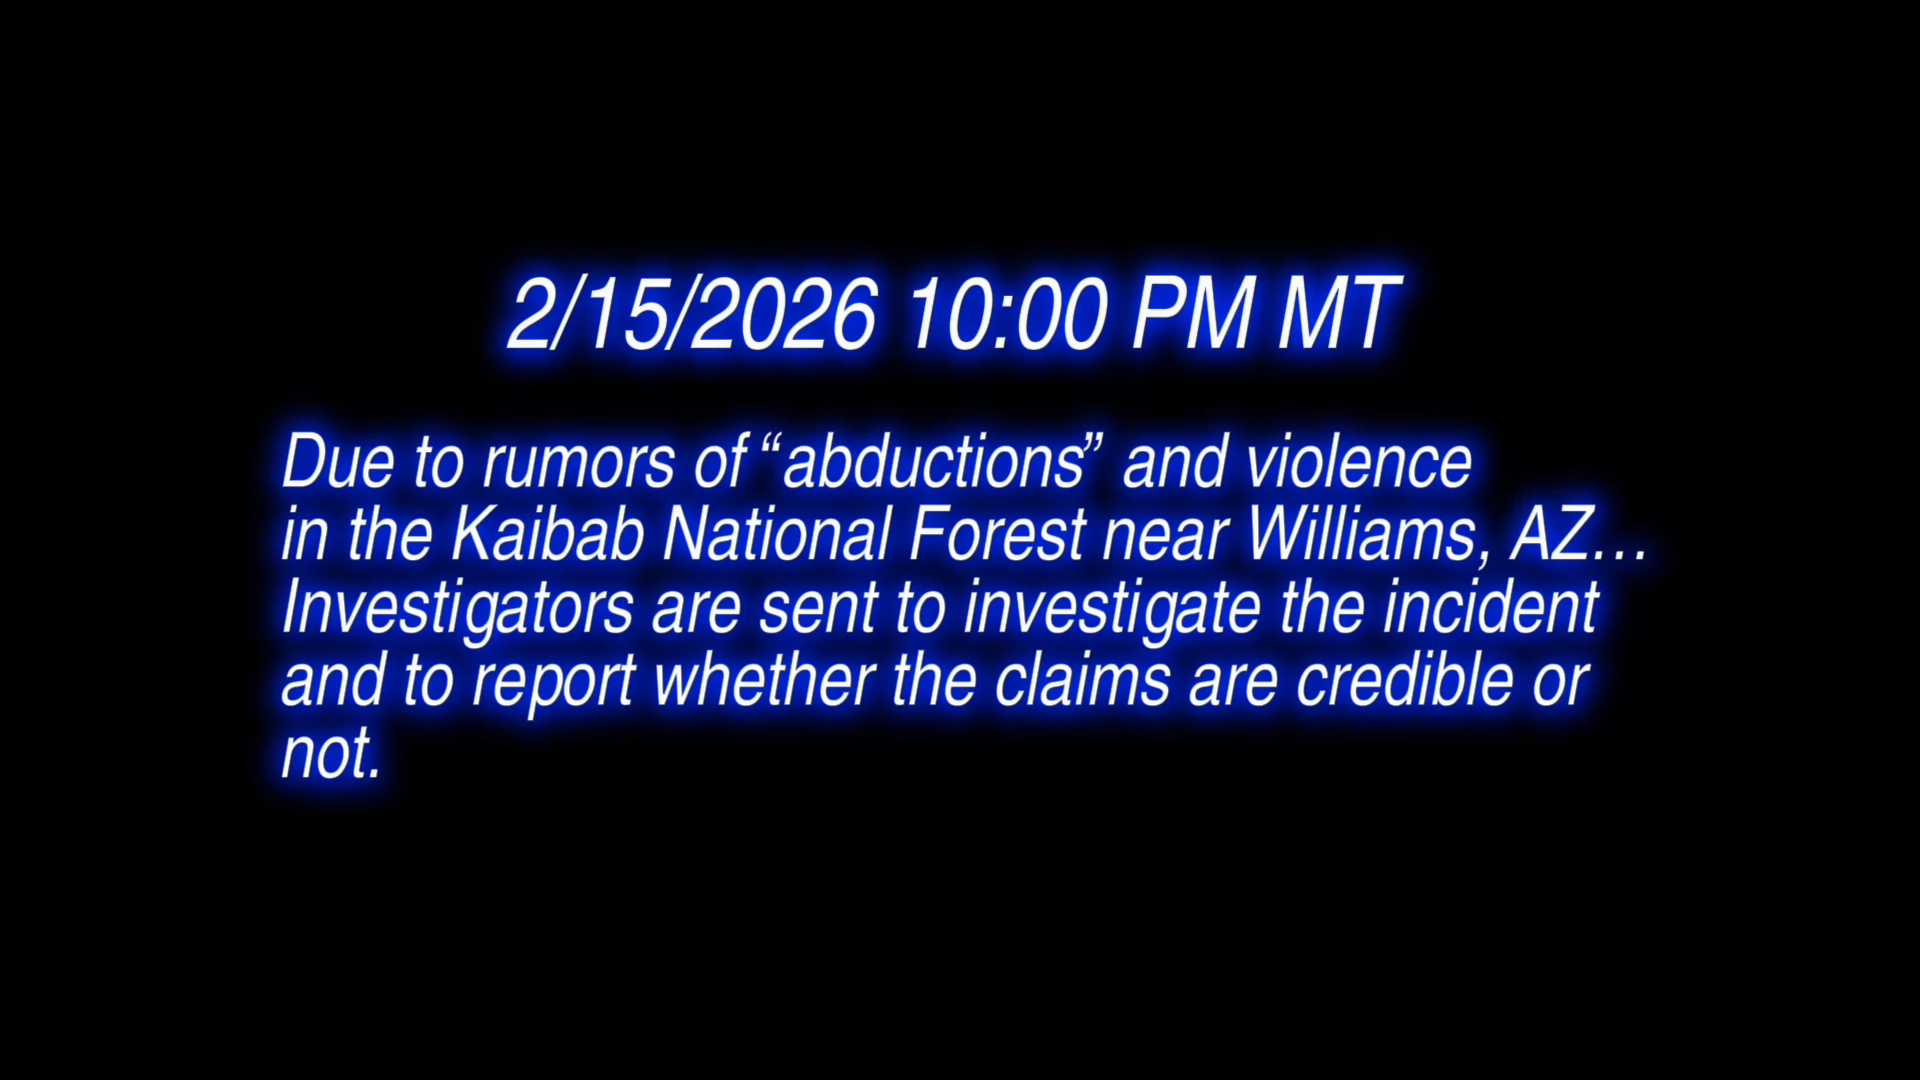 2/15/2026 10:00 PM MT
Due to rumors of “abductions” and violence
in the Kaibab National Forest near Williams, AZ...
Investigators are sent to investigate the incident
and to report whether the claims are credible or
not.